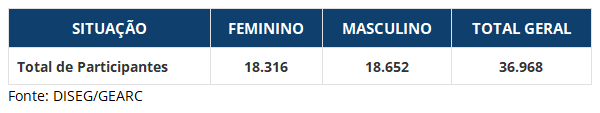 SITUAÇÃO FEMININO MASCULINO TOTAL GERAL
Total de Participantes 18.316 18.652 36.968
Fonte: DISEG/GEARC